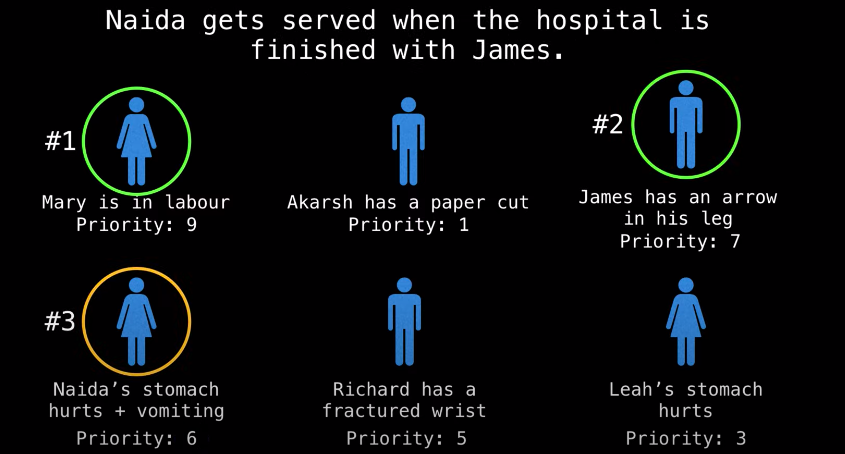 Naida gets served when the hospital is
finished with James.
#1
Mary is in labour
Priority: 9
Akarsh has a paper cut
Priority: 1
#2
James has an arrow
in his leg
Priority: 7
#3
Naida’s stomach
hurts + vomiting
Priority: 6
Richard has a
fractured wrist
Priority: 5
Leah’s stomach
hurts
Priority: 3